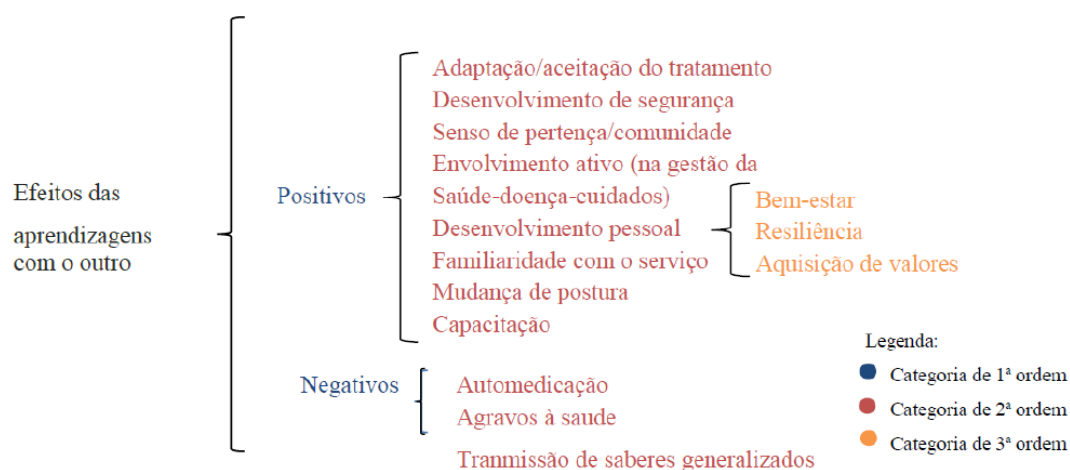 Efeitos das
aprendizagens
com o outro
Positivos
Adaptação/aceitação do tratamento
Desenvolvimento de segurança
Senso de pertença/comunidade
Envolvimento ativo (na gestão da
Saúde-doença-cuidados)
Desenvolvimento pessoal
Familiaridade com o serviço
Mudança de postura
Capacitação
Bem-estar
Resiliência
Aquisição de valores
Negativos
Automedicação
Agravos à saude
Tranmissão de saberes generalizados
Legenda:
Categoria de 1ª ordem
Categoria de 2ª ordem
Categoria de 3ª ordem